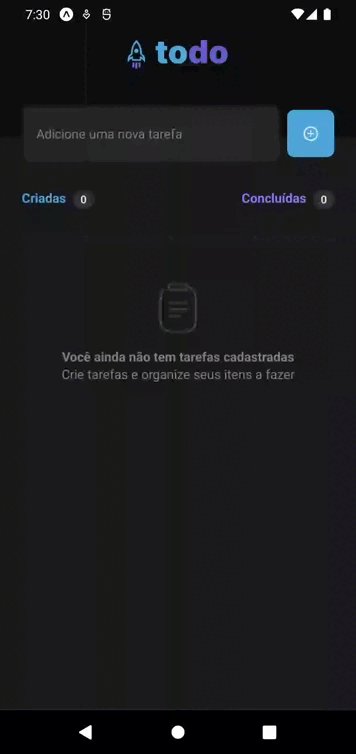 7:30
todo
Adicione uma nova tarefa
Criadas 0 Concluídas 0
Você ainda não tem tarefas cadastradas
Crie tarefas e organize seus itens a fazer